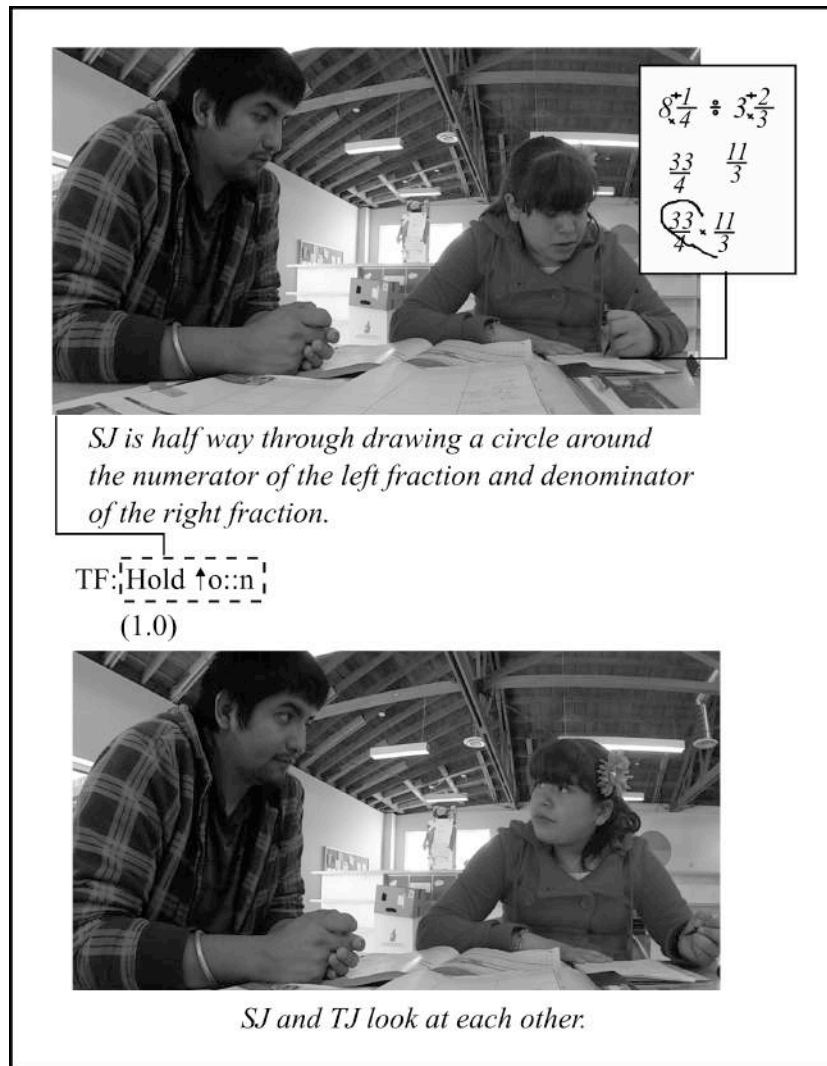 8 + 1/4 ÷ 3 + 2/3
× ×
33/4 11/3
33/4 × 11/3
SJ is half way through drawing a circle around
the numerator of the left fraction and denominator
of the right fraction.
TF: Hold ↑o::n
(1.0)
SJ and TJ look at each other.